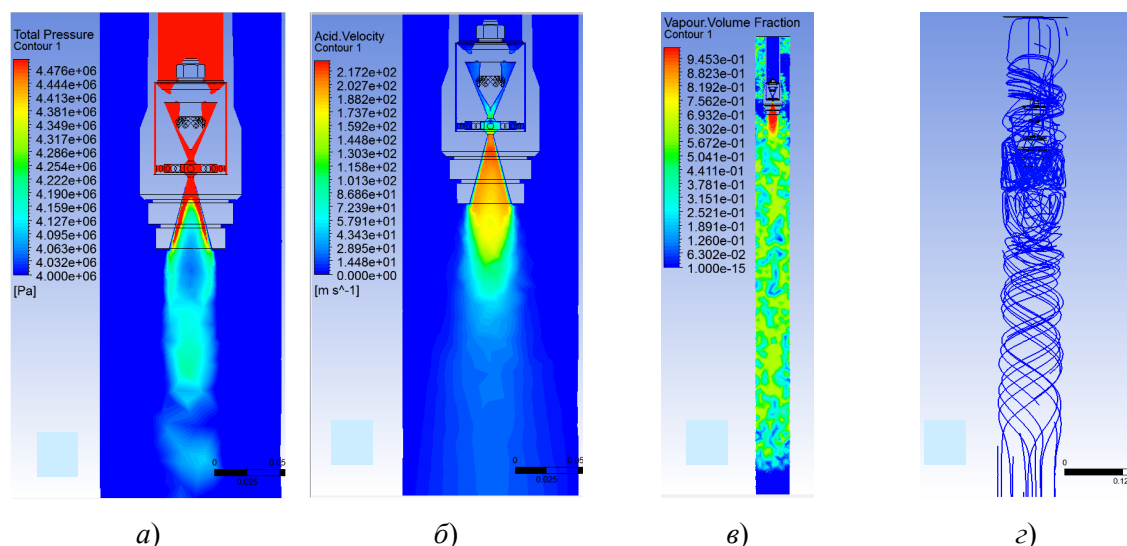 Total Pressure
Contour 1
4.476e+06
4.444e+06
4.413e+06
4.381e+06
4.349e+06
4.317e+06
4.286e+06
4.254e+06
4.222e+06
4.190e+06
4.159e+06
4.127e+06
4.095e+06
4.063e+06
4.032e+06
4.000e+06
[Pa]
0
0.05
0.025
Acid.Velocity
Contour 1
2.172e+02
2.027e+02
1.882e+02
1.737e+02
1.592e+02
1.448e+02
1.303e+02
1.158e+02
1.013e+02
8.686e+01
7.239e+01
5.791e+01
4.343e+01
2.895e+01
1.448e+01
0.000e+00
[m s^-1]
0
0.05
0.025
Vapour.Volume Fraction
Contour 1
9.453e-01
8.823e-01
8.192e-01
7.562e-01
6.932e-01
6.302e-01
5.672e-01
5.041e-01
4.411e-01
3.781e-01
3.151e-01
2.521e-01
1.891e-01
1.260e-01
6.302e-02
1.000e-15
0
0.12
а)
б)
в)
г)